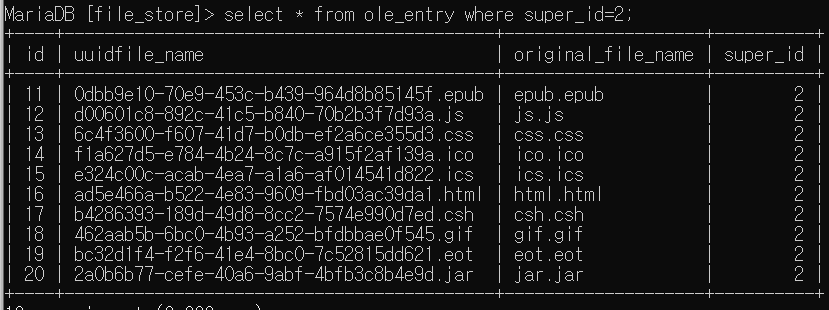 MariaDB [file_store]> select * from ole_entry where super_id=2;
| id | uuidfile_name | original_file_name | super_id |
| 11 | 0dbb9e10-70e9-453c-b439-964d8b85145f.epub | epub.epub | 2 |
| 12 | d00601c8-892c-41c5-b840-70b2b3f7d93a.js | js.js | 2 |
| 13 | 6c4f3600-f607-41d7-b0db-ef2a6ce355d3.css | css.css | 2 |
| 14 | f1a627d5-e784-4b24-8c7c-a915f2af139a.ico | ico.ico | 2 |
| 15 | e324c00c-acab-4ea7-a1a6-af014541d822.ics | ics.ics | 2 |
| 16 | ad5e466a-b522-4e83-9609-fbd03ac39da1.html | html.html | 2 |
| 17 | b4286393-189d-49d8-8cc2-7574e990d7ed.csh | csh.csh | 2 |
| 18 | 462aab5b-6bc0-4b93-a252-bfdbbae0f545.gif | gif.gif | 2 |
| 19 | bc32d1f4-f2f6-41e4-8bc0-7c52815dd621.eot | eot.eot | 2 |
| 20 | 2a0b6b77-cefe-40a6-9abf-4bfb3c8b4e9d.jar | jar.jar | 2 |